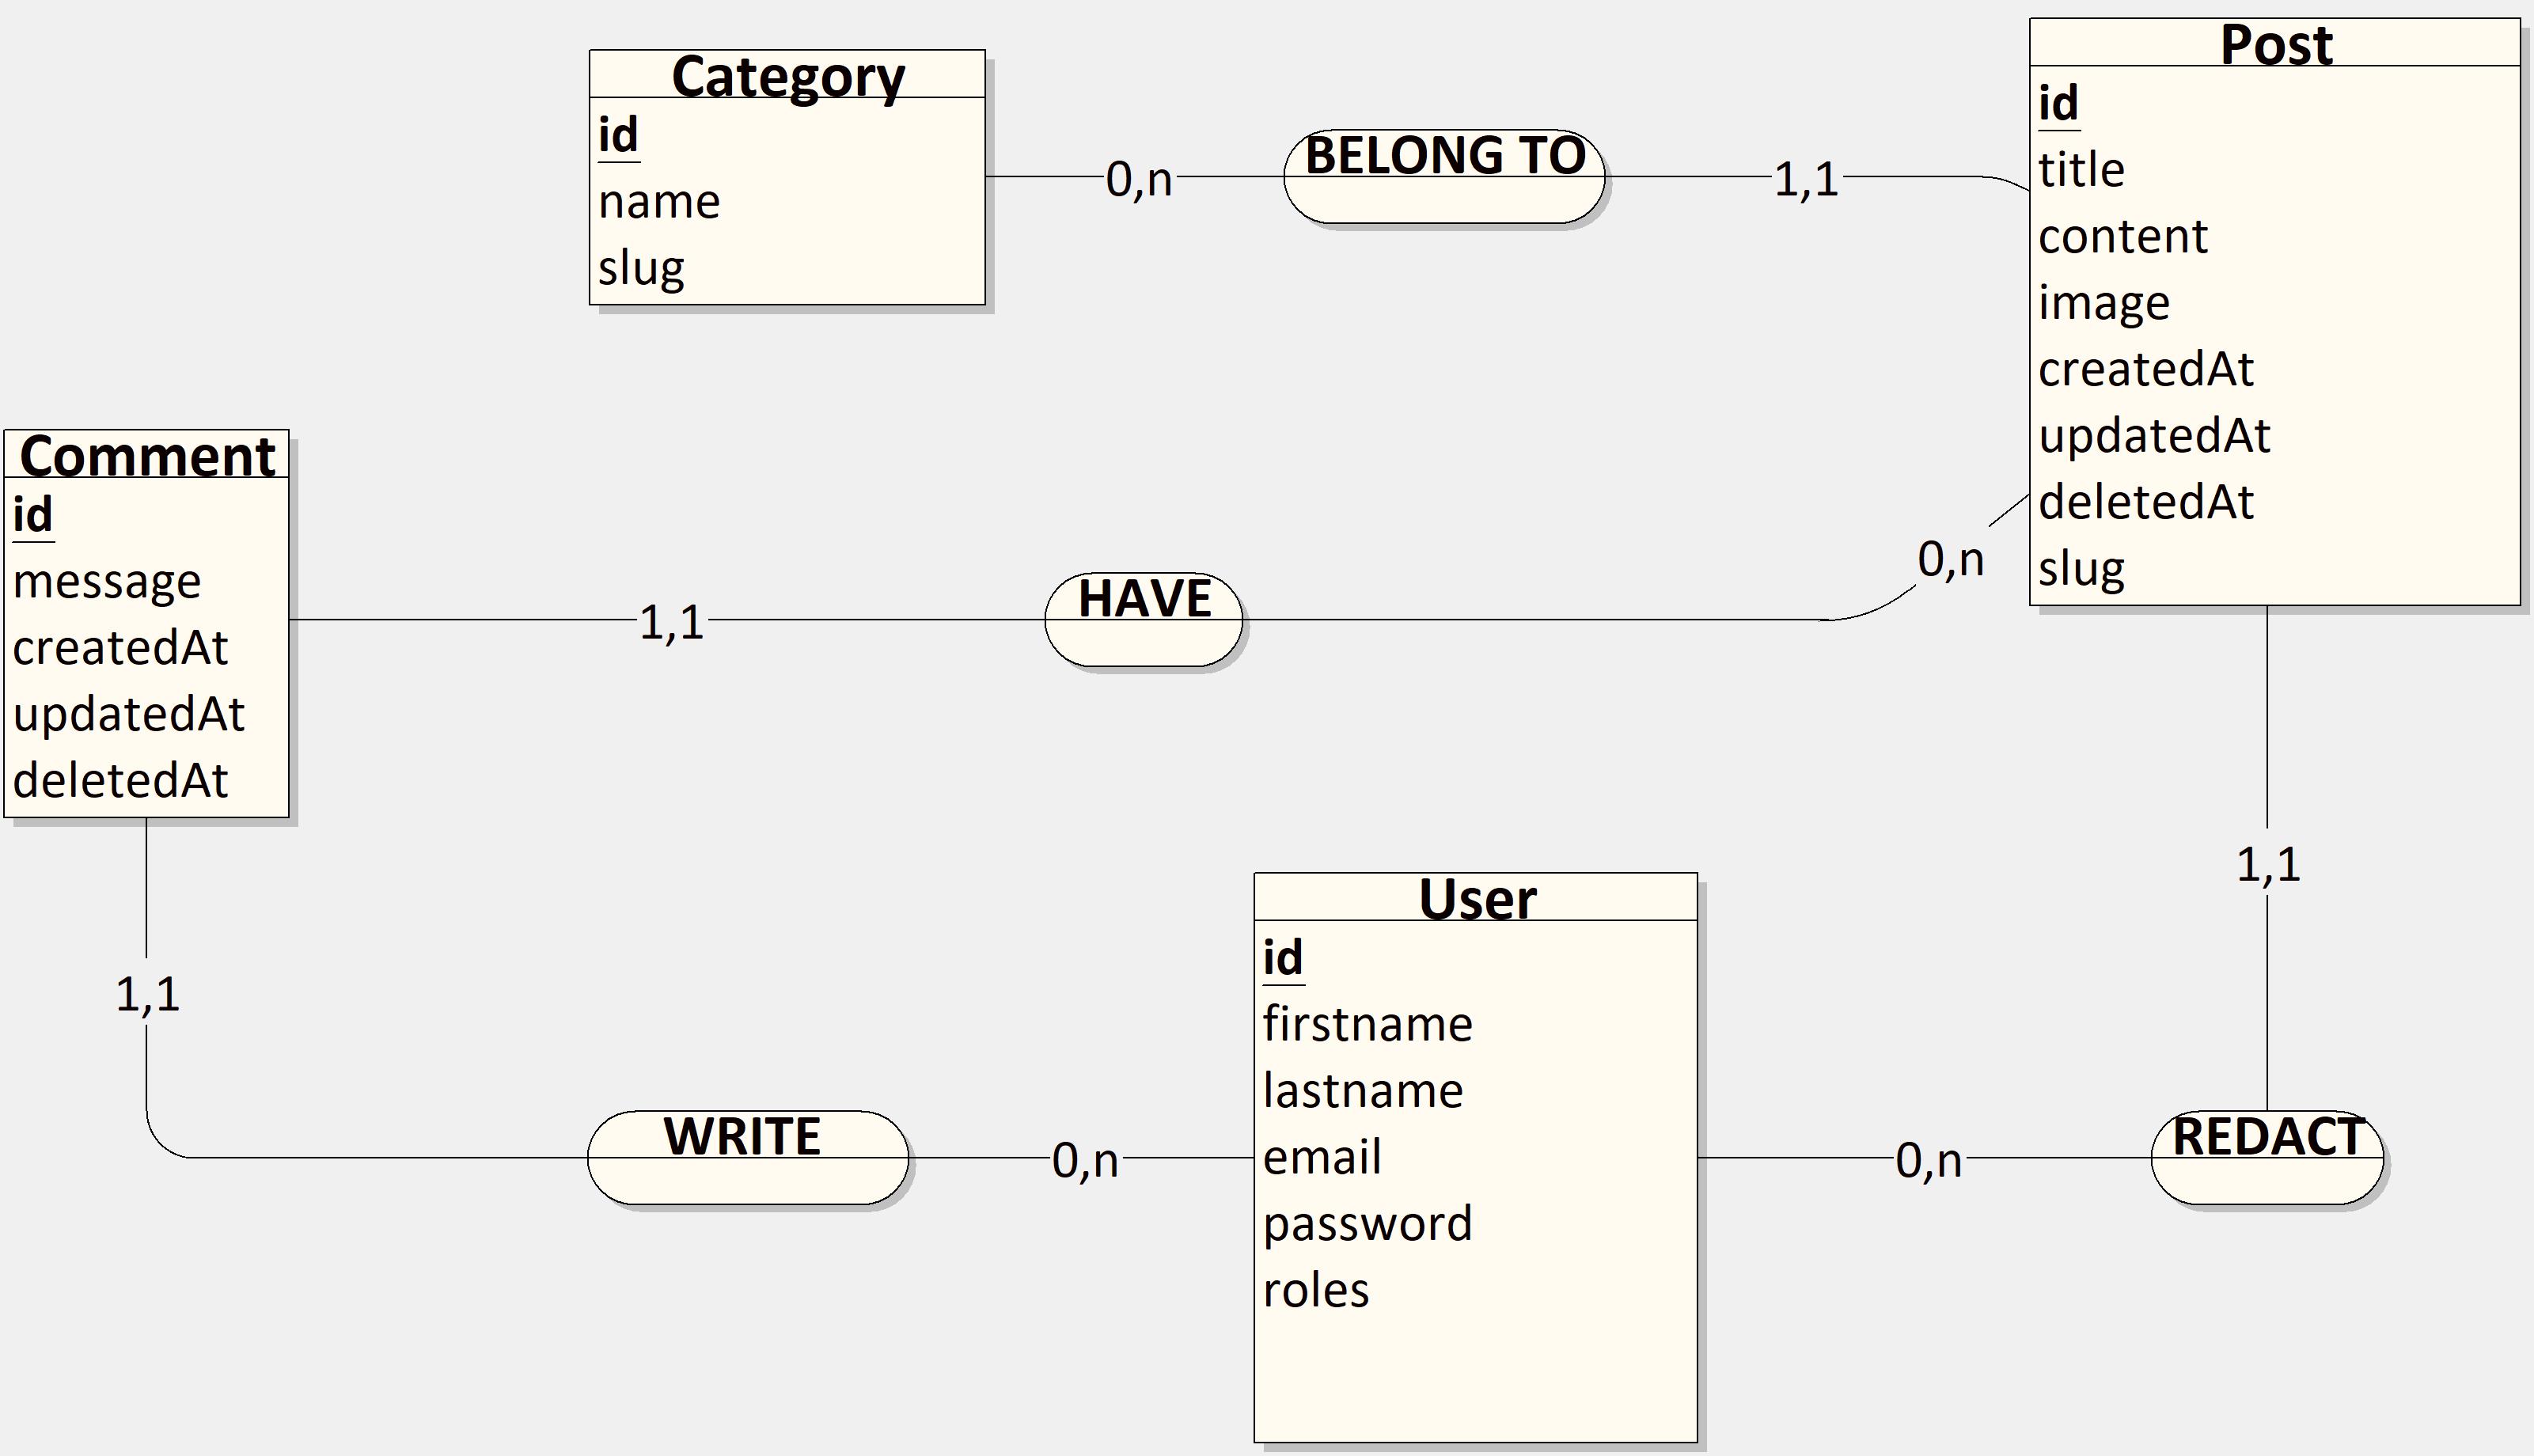 Category
id
name
slug
0,n
BELONG TO
1,1
Post
id
title
content
image
createdAt
updatedAt
deletedAt
slug
Comment
id
message
createdAt
updatedAt
deletedAt
1,1
HAVE
0,n
1,1
WRITE
0,n
User
id
firstname
lastname
email
password
roles
0,n
REDACT
1,1